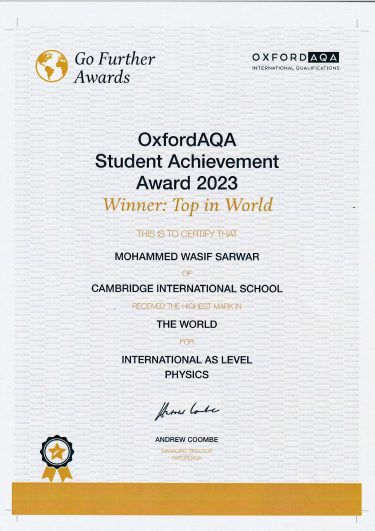 Go Further
Awards
OXFORDAQA
INTERNATIONAL QUALIFICATIONS
OxfordAQA
Student Achievement
Award 2023
Winner: Top in World
THIS IS TO CERTIFY THAT
MOHAMMED WASIF SARWAR
OF
CAMBRIDGE INTERNATIONAL SCHOOL
RECEIVED THE HIGHEST MARK IN
THE WORLD
FOR
INTERNATIONAL AS LEVEL
PHYSICS
Andrew Coombe
ANDREW COOMBE
MANAGING DIRECTOR
OXFORDAQA